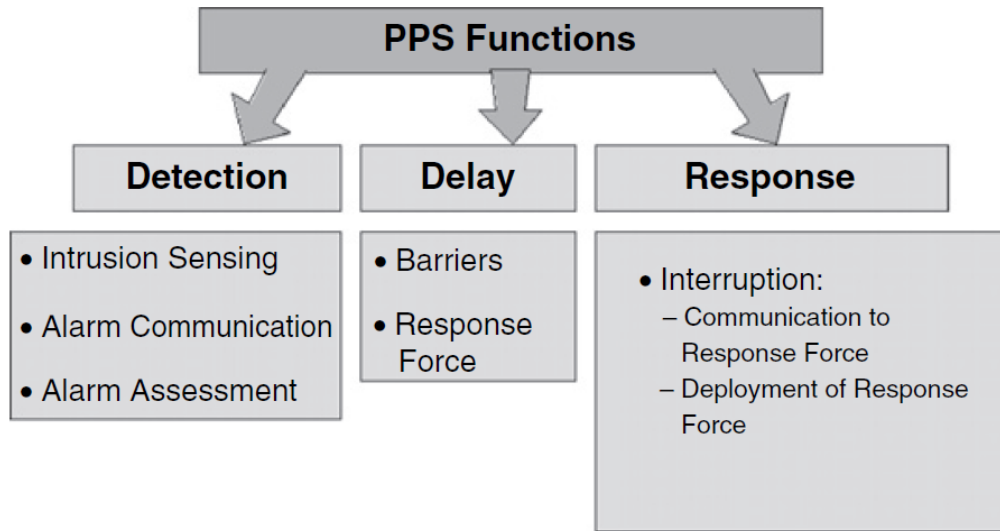 PPS Functions
Detection
Delay
Response
• Intrusion Sensing
• Alarm Communication
• Alarm Assessment
• Barriers
• Response
Force
• Interruption:
– Communication to
Response Force
– Deployment of Response
Force